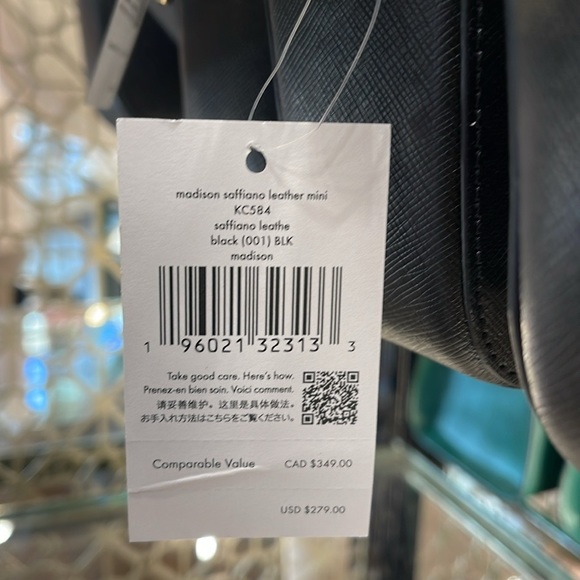 madison saffiano leather mini
KC584
saffiano leathe
black (001) BLK
madison
1 96021 32313 3
Take good care. Here's how.
Prenez-en bien soin. Voici comment.
请妥善维护。这里是具体做法。
お手入れ方法はこちらをご覧ください。
Comparable Value CAD $349.00
USD $279.00